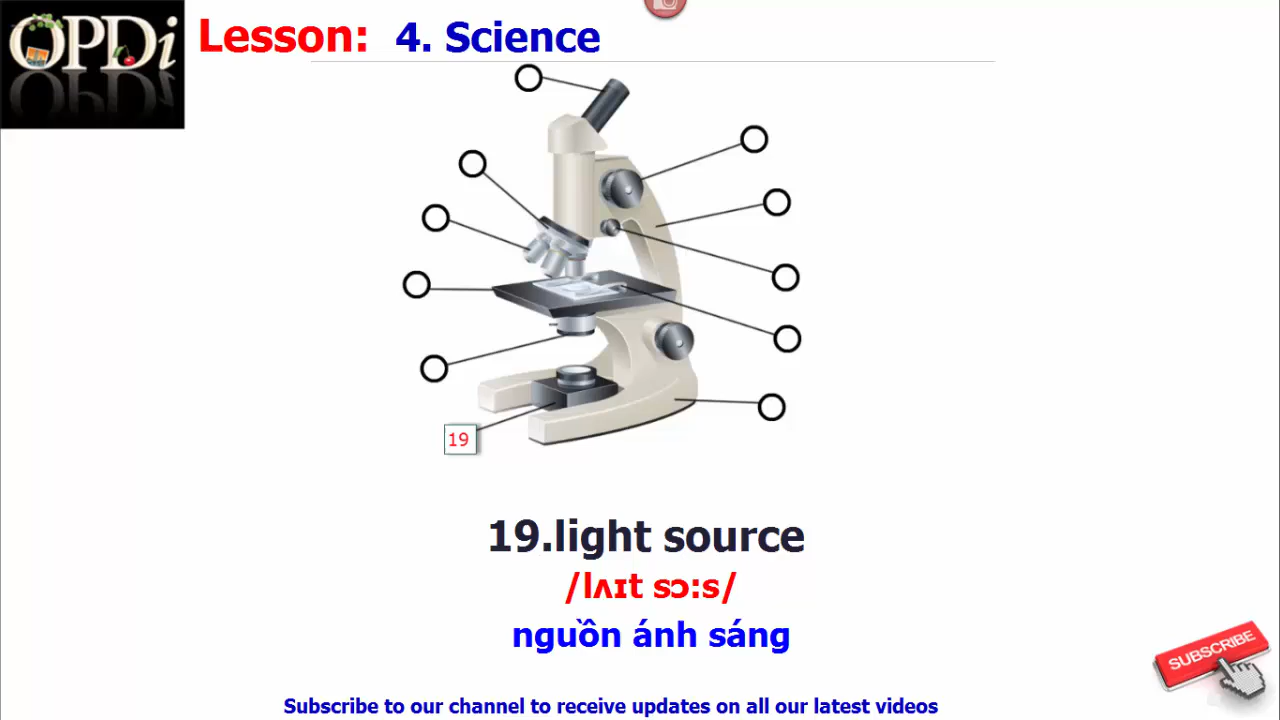 OPDi
Lesson: 4. Science
19
19.light source
/lʌɪt sɔ:s/
nguồn ánh sáng
SUBSCRIBE
Subscribe to our channel to receive updates on all our latest videos